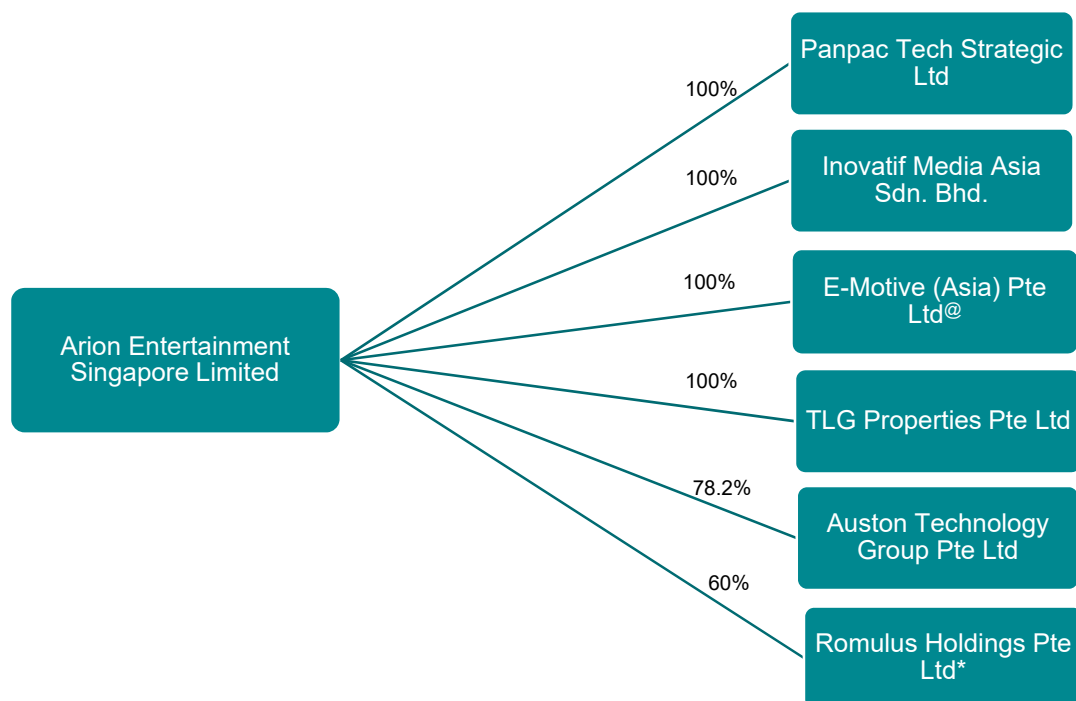 Panpac Tech Strategic
Ltd
100%
Inovatif Media Asia
Sdn. Bhd.
100%
E-Motive (Asia) Pte
Ltd@
100%
Arion Entertainment
Singapore Limited
TLG Properties Pte Ltd
100%
Auston Technology
Group Pte Ltd
78.2%
Romulus Holdings Pte
Ltd*
60%